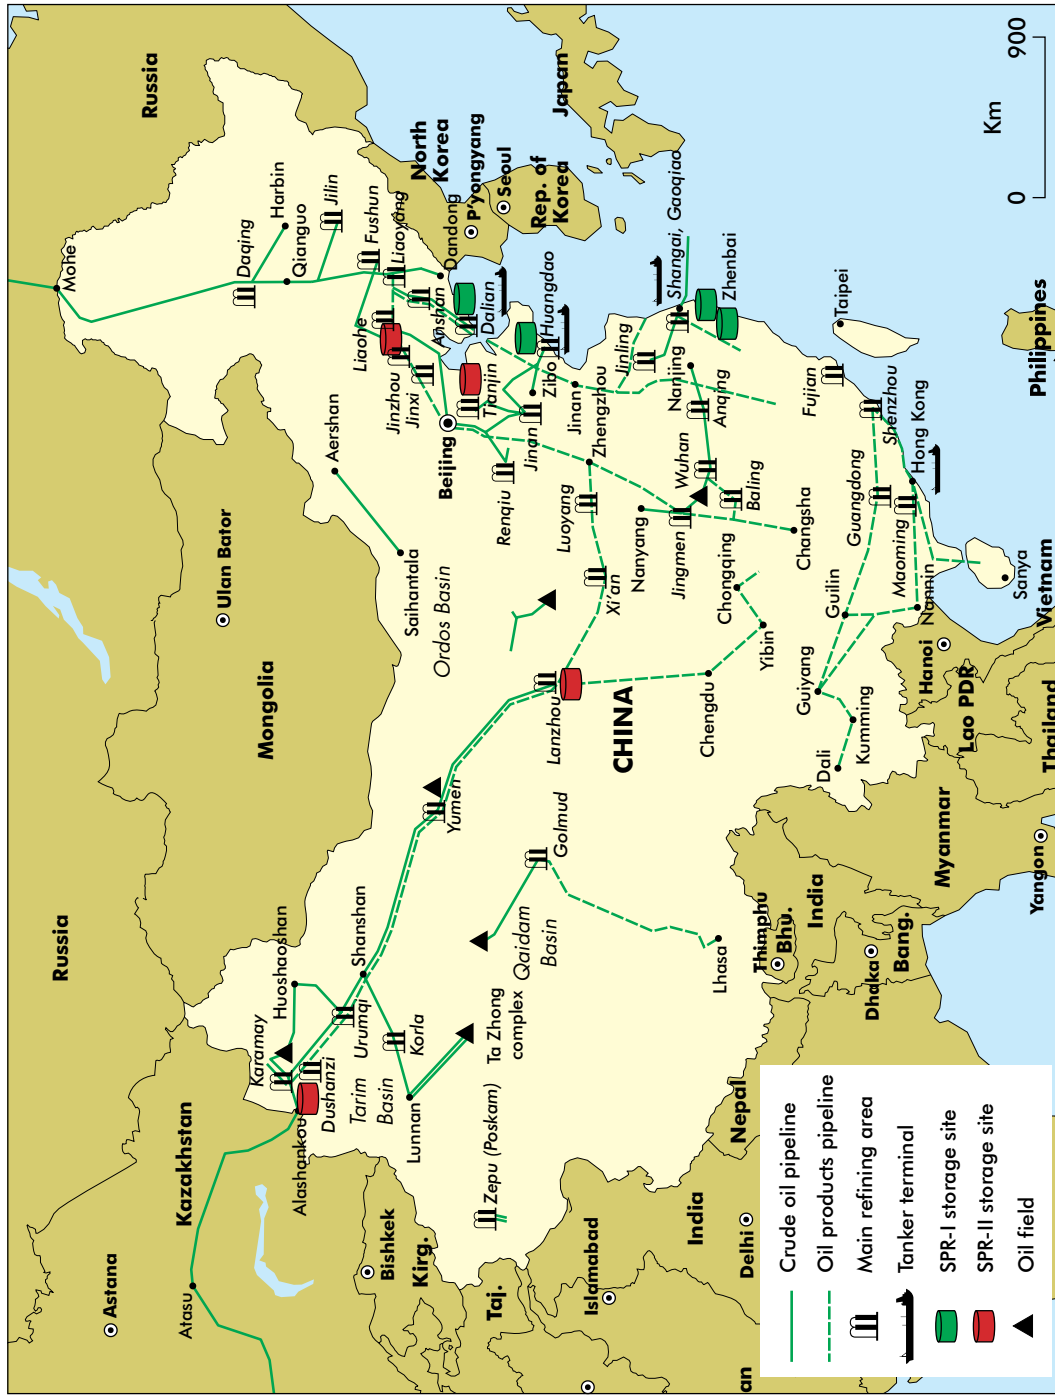 Russia
Russia
Mohe
Kazakhstan
Astana
Atasu
Mongolia
Ulan Bator
Daqing
Harbin
Qianguo
Jilin
Fushun
Liaoyang
North
Korea
P'yongyang
Seoul
Rep. of
Korea
Japan
Dandong
Anshan
Dalian
Liaohe
Jinzhou
Jinxi
Aershan
Saihantala
Ordos Basin
Beijing
Tianjin
Huangdao
Zibo
Jinan
Jinan
Renqiu
Zhengzhou
Luoyang
Xi'an
Nanyang
Jingmen
Wuhan
Baling
Changsha
Anqing
Nanjing
Jinling
Shangai, Gaoqiao
Zhenbai
Taipei
Fujian
Shenzhou
Hong Kong
Guangdong
Maoming
Nannin
Sanya
Guilin
Guiyang
Kumming
Dali
Chongqing
Yibin
Chengdu
CHINA
Lanzhou
Yumen
Golmud
Qaidam
Basin
Lhasa
Huoshaoshan
Shanshan
Karamay
Urumqi
Dushanzi
Alashankou
Korla
Tarim
Basin
Lunnan
Ta Zhong
complex
Zepu (Poskam)
Bishkek
Kirg.
Taj.
Islamabad
India
Delhi
Nepal
Thimphu
Bhu.
India
Dhaka
Bang.
Myanmar
Yangon
Hanoi
Lao PDR
Thailand
Vietnam
Philippines
an
Km
0
900
Crude oil pipeline
Oil products pipeline
Main refining area
Tanker terminal
SPR-I storage site
SPR-II storage site
Oil field